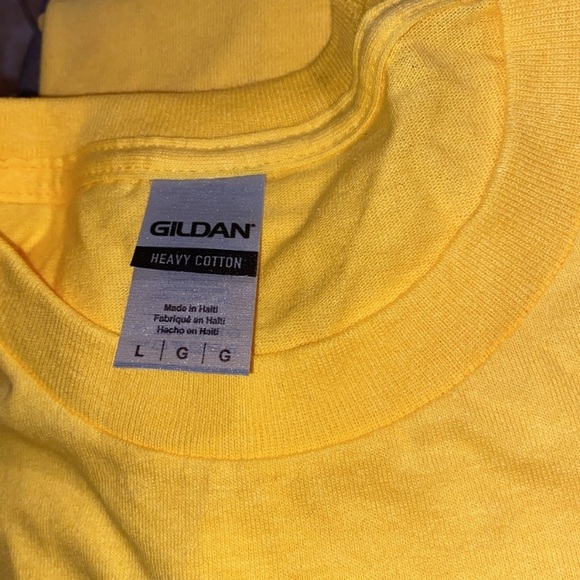 GILDAN
HEAVY COTTON
Made in Haiti
Fabriqué en Haïti
Hecho en Haití
L | G | G